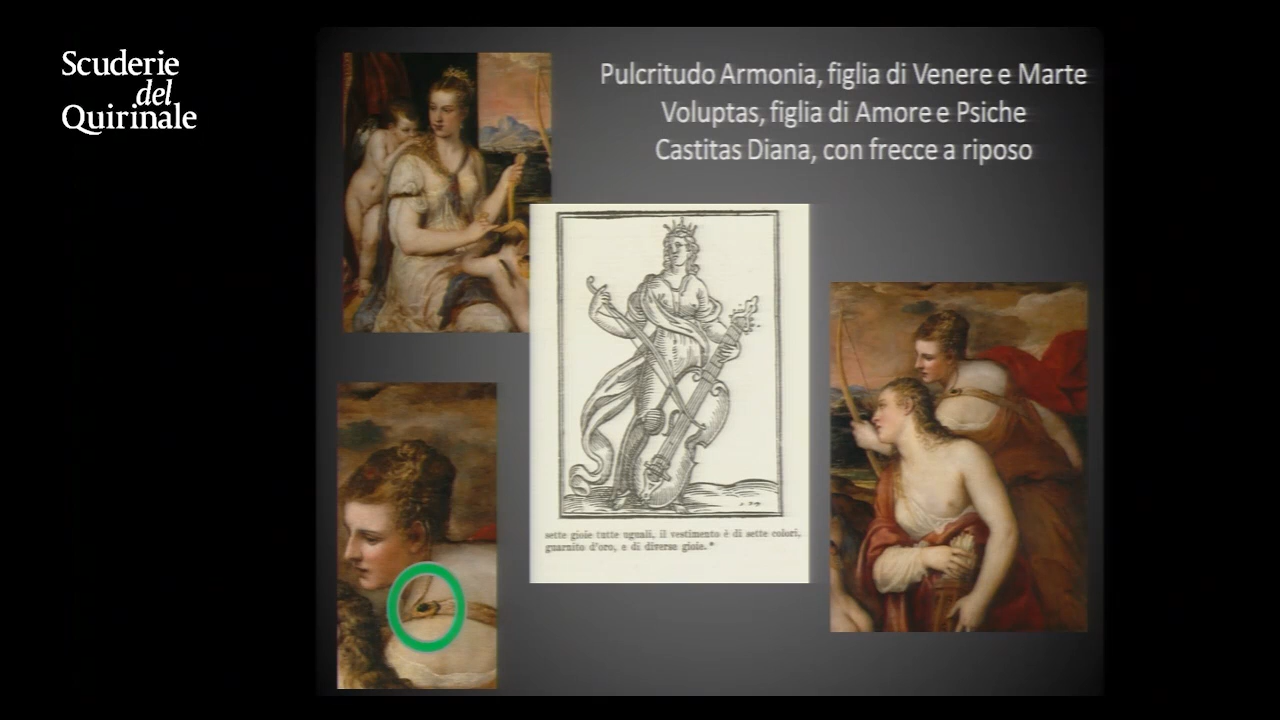 Scuderie
del
Quirinale
Pulcritudo Armonia, figlia di Venere e Marte
Voluptas, figlia di Amore e Psiche
Castitas Diana, con frecce a riposo
sette gioie tutte uguali, il vestimento è di sette colori,
guarnito d'oro, e di diverse gioie.*